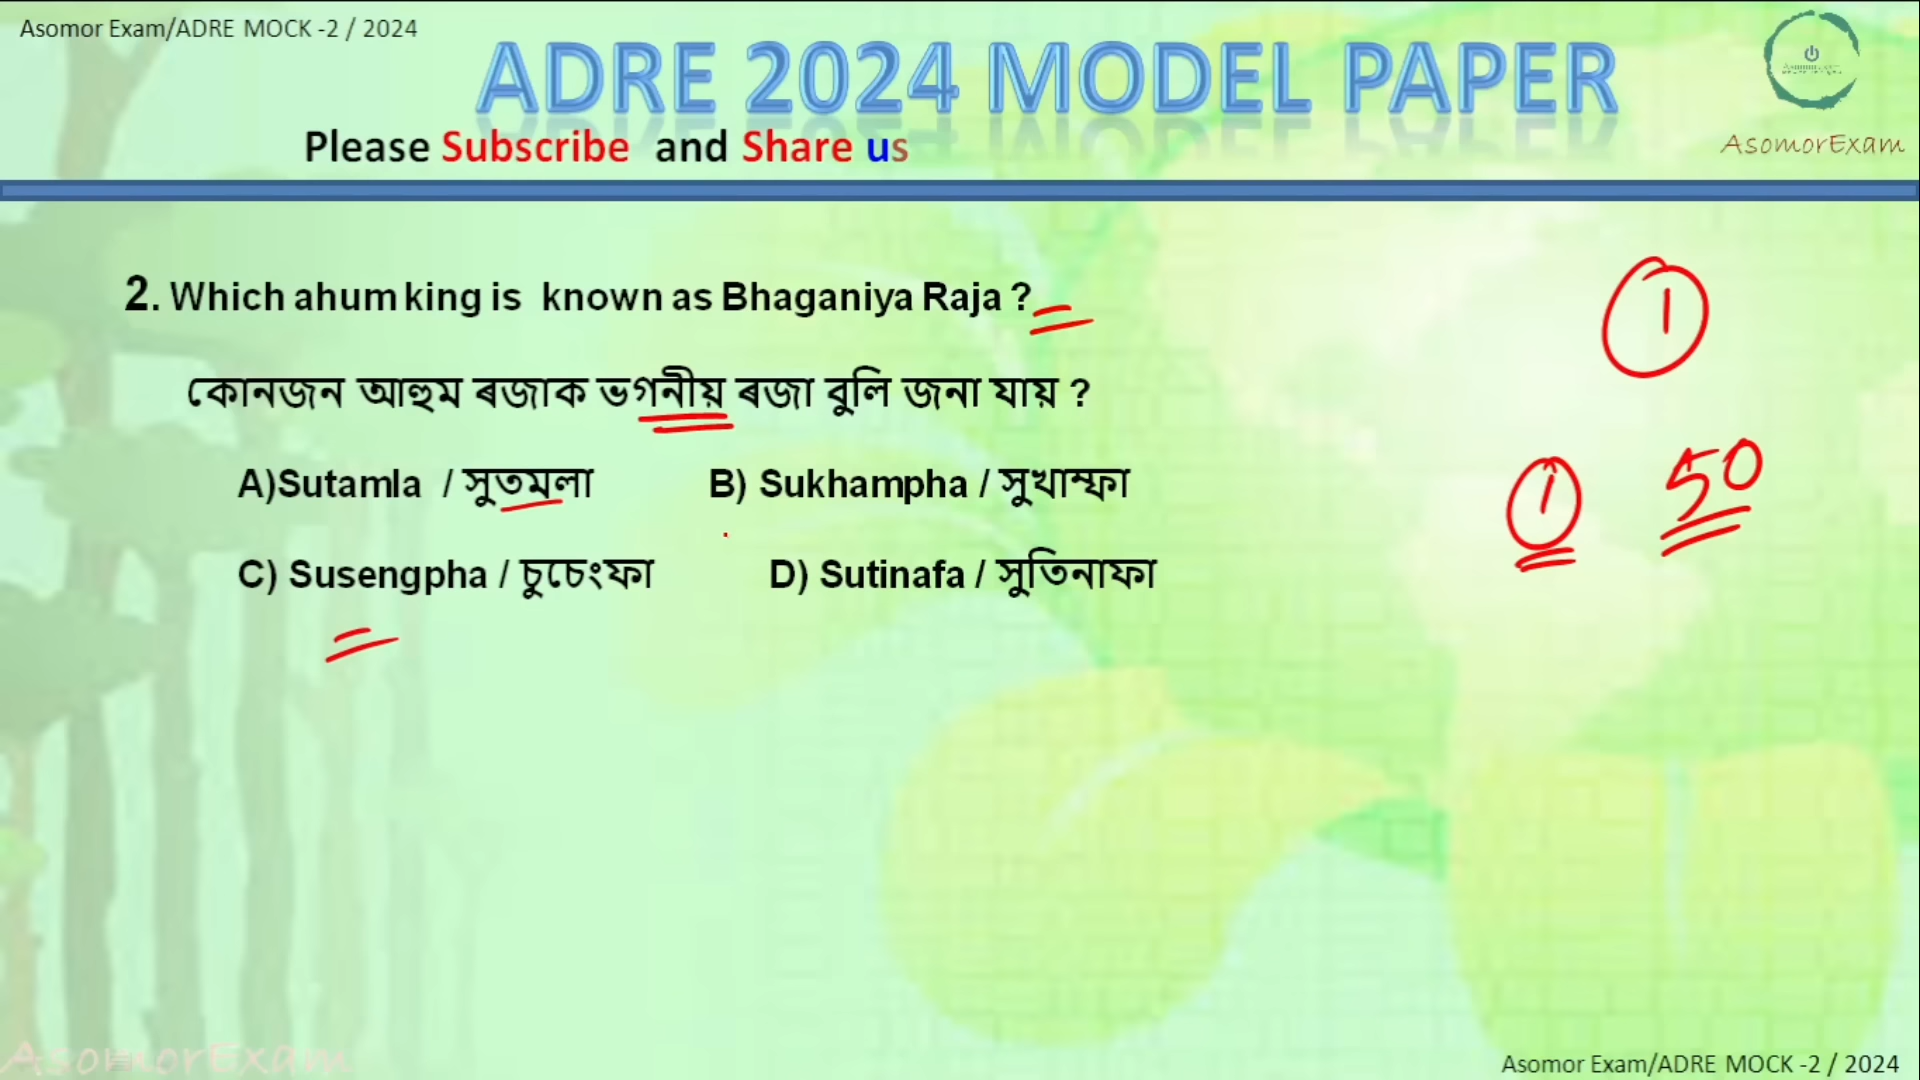 Asomor Exam/ADRE MOCK -2 / 2024
ADRE 2024 MODEL PAPER
Please Subscribe and Share us
AsomorExam
2. Which ahum king is known as Bhaganiya Raja ?
কোনজন আহুম ৰজাক ভগনীয় ৰজা বুলি জনা যায় ?
A)Sutamla / সুতমলা B) Sukhampha / সুখাম্ফা
C) Susengpha / চুচেংফা D) Sutinafa / সুতিনাফা
1
1 50
AsomorExam
Asomor Exam/ADRE MOCK -2 / 2024